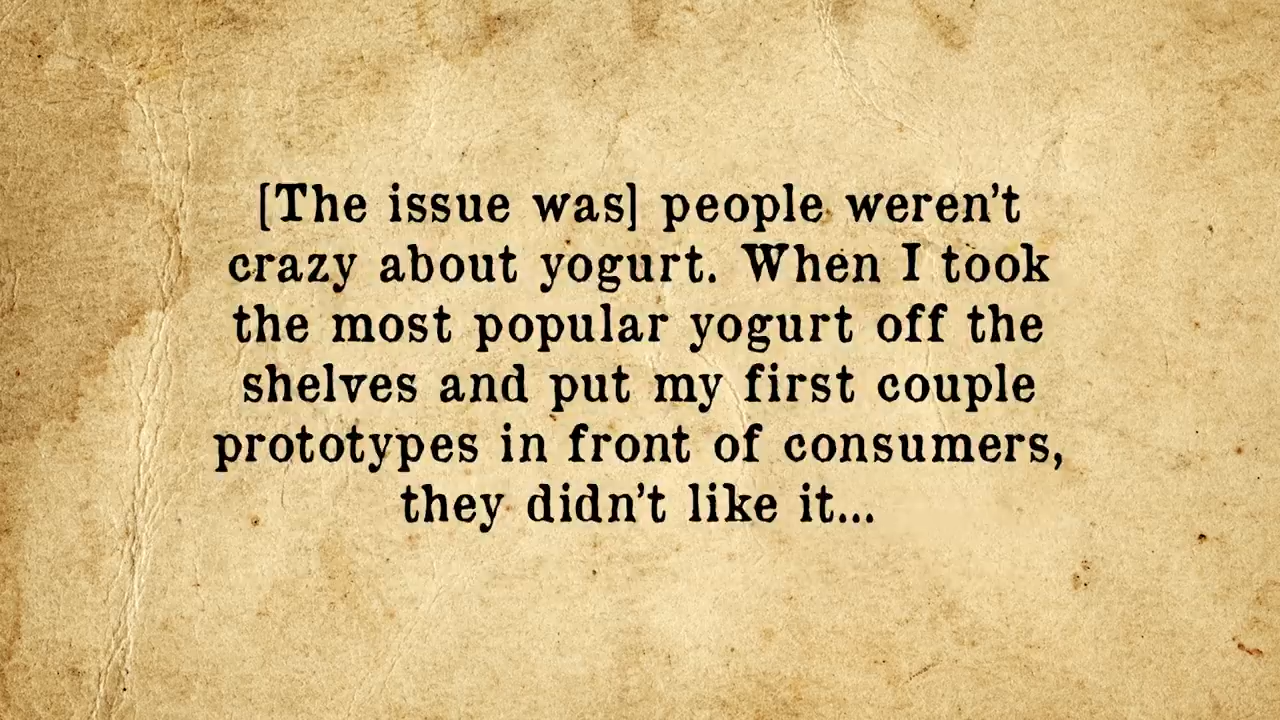 [The issue was] people weren't
crazy about yogurt. When I took
the most popular yogurt off the
shelves and put my first couple
prototypes in front of consumers,
they didn't like it...